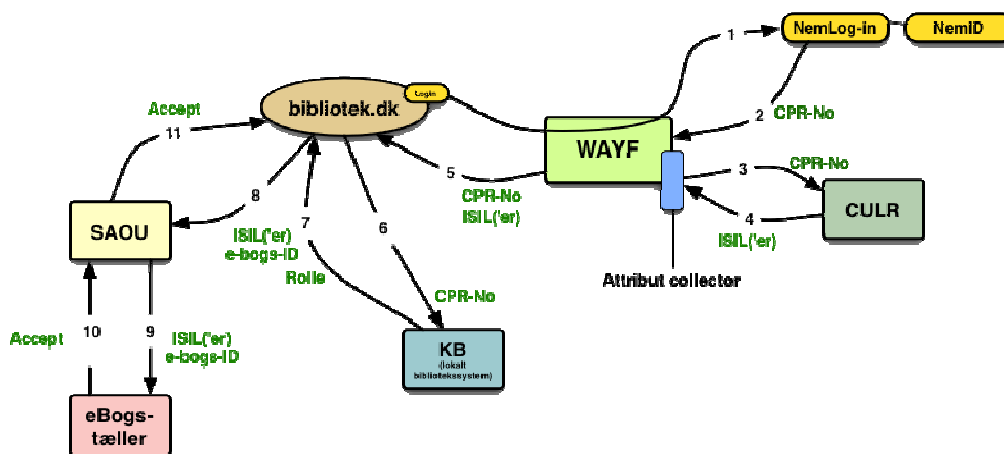 NemLog-in
NemID
1
Login
bibliotek.dk
Accept
11
2
CPR-No
WAYF
5
3
CPR-No
CPR-No
ISIL('er)
8
7
6
4
ISIL('er)
CULR
SAOU
ISIL('er)
e-bogs-ID
Rolle
Attribut collector
CPR-No
10
9
Accept
ISIL('er)
e-bogs-ID
KB
(lokalt
bibliotekssystem)
eBogs-
tæller